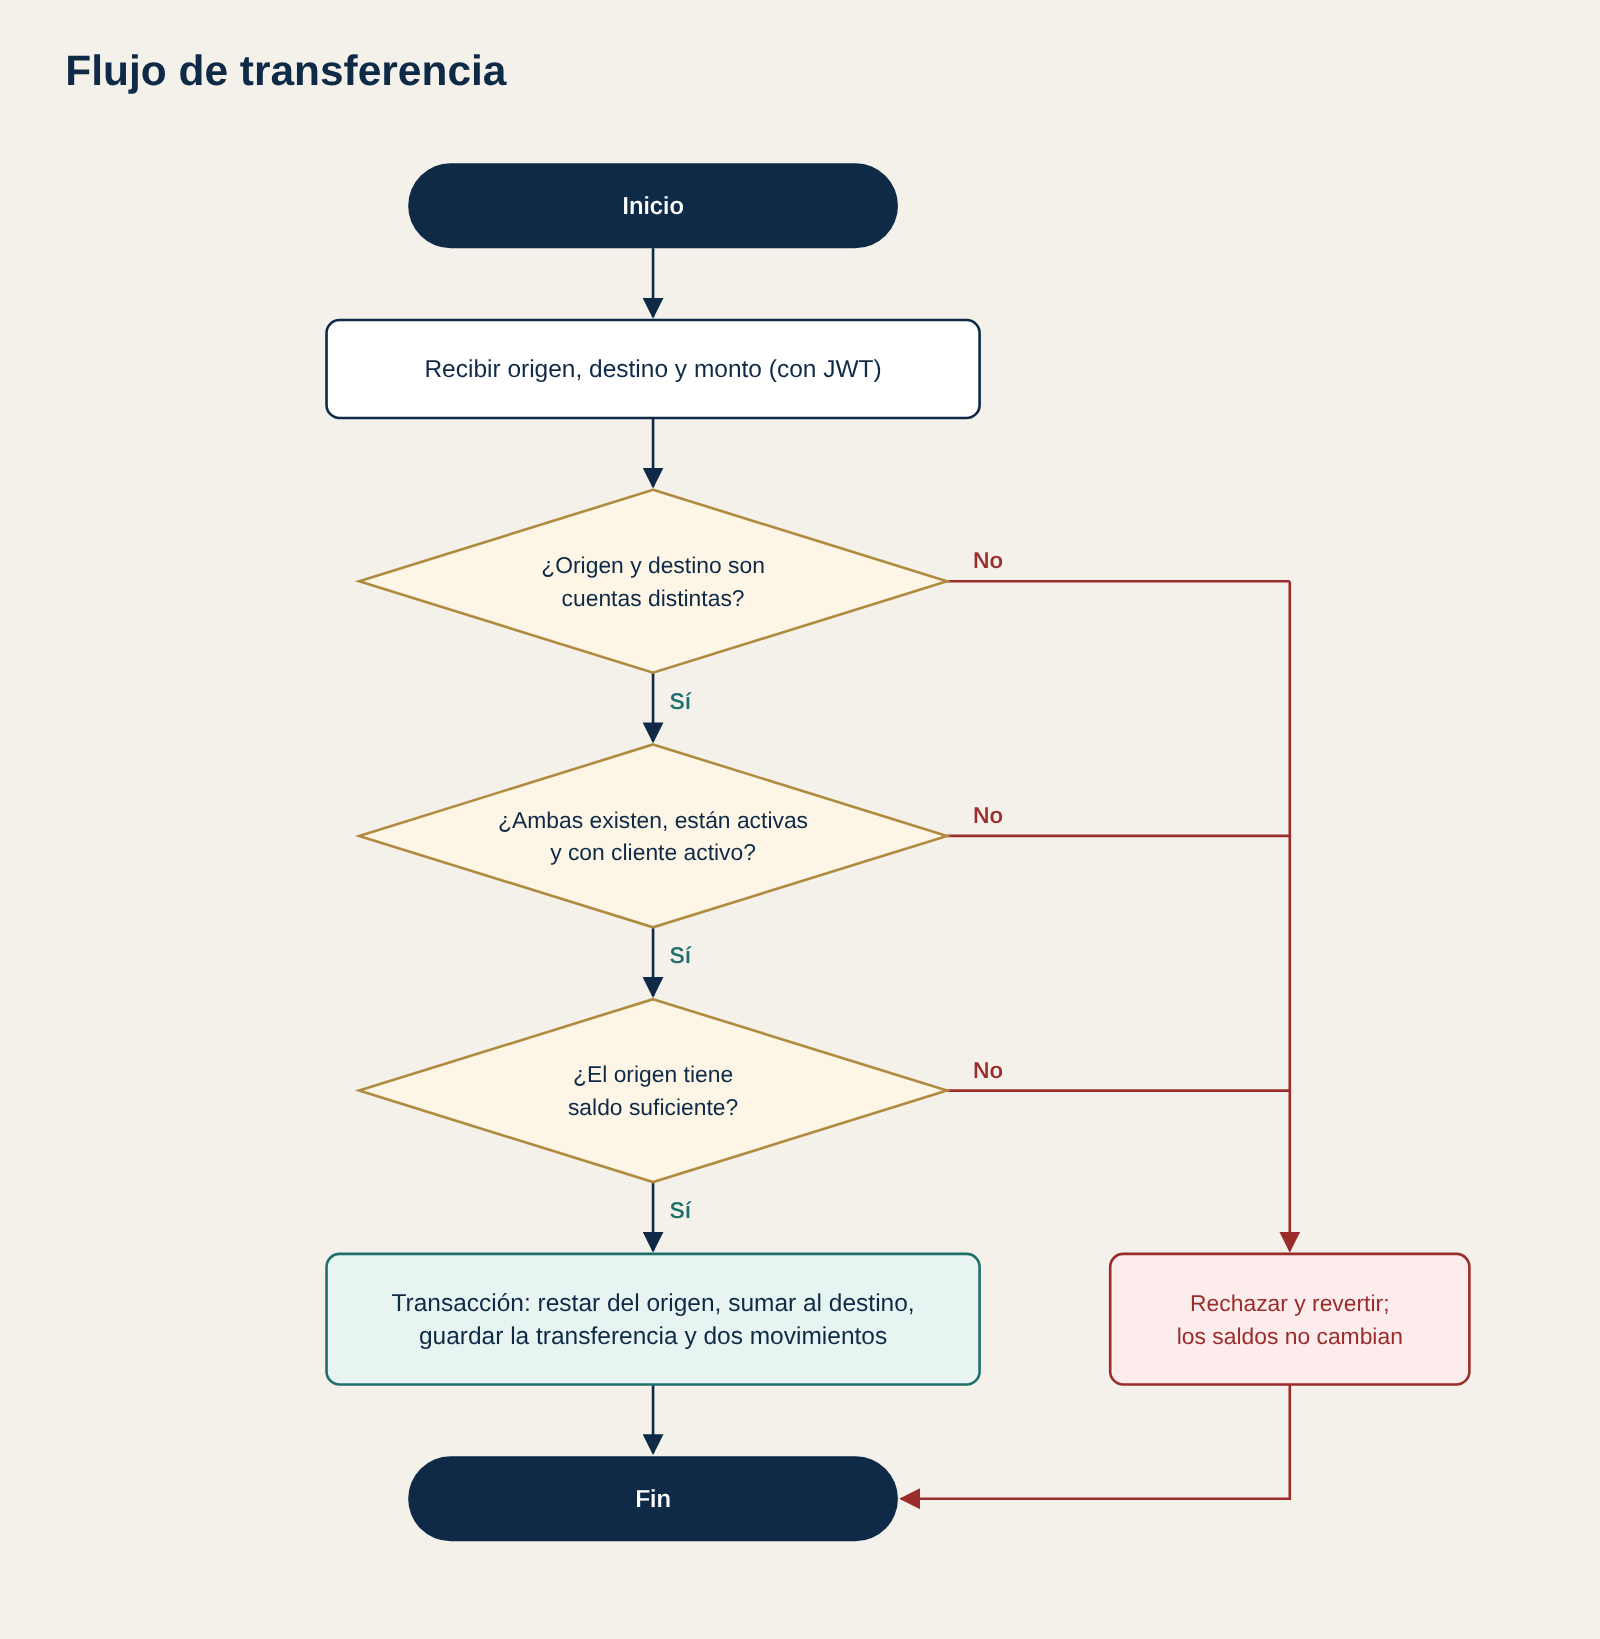 Flujo de transferencia
Inicio
Recibir origen, destino y monto (con JWT)
¿Origen y destino son
cuentas distintas?
No
Sí
¿Ambas existen, están activas
y con cliente activo?
No
Sí
¿El origen tiene
saldo suficiente?
No
Sí
Transacción: restar del origen, sumar al destino,
guardar la transferencia y dos movimientos
Rechazar y revertir;
los saldos no cambian
Fin